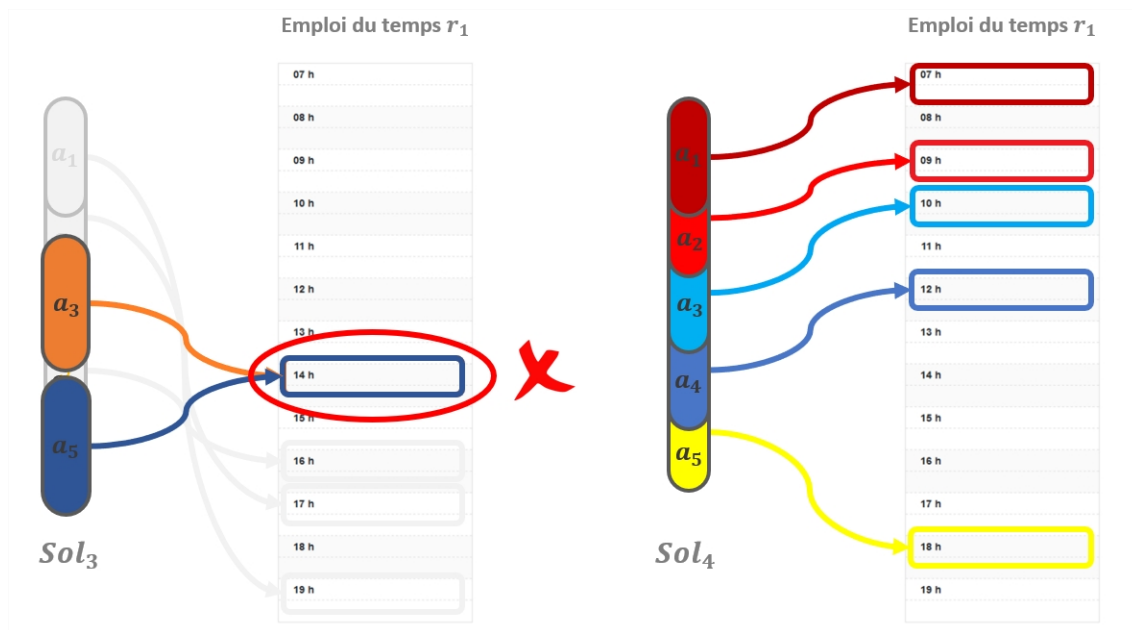 Emploi du temps r₁
07 h
08 h
a₁
09 h
10 h
11 h
a₃
12 h
13 h
14 h
15 h
a₅
16 h
17 h
18 h
Sol₃
19 h
Emploi du temps r₁
07 h
08 h
a₁
09 h
10 h
a₂
11 h
a₃
12 h
13 h
a₄
14 h
15 h
a₅
16 h
17 h
18 h
Sol₄
19 h